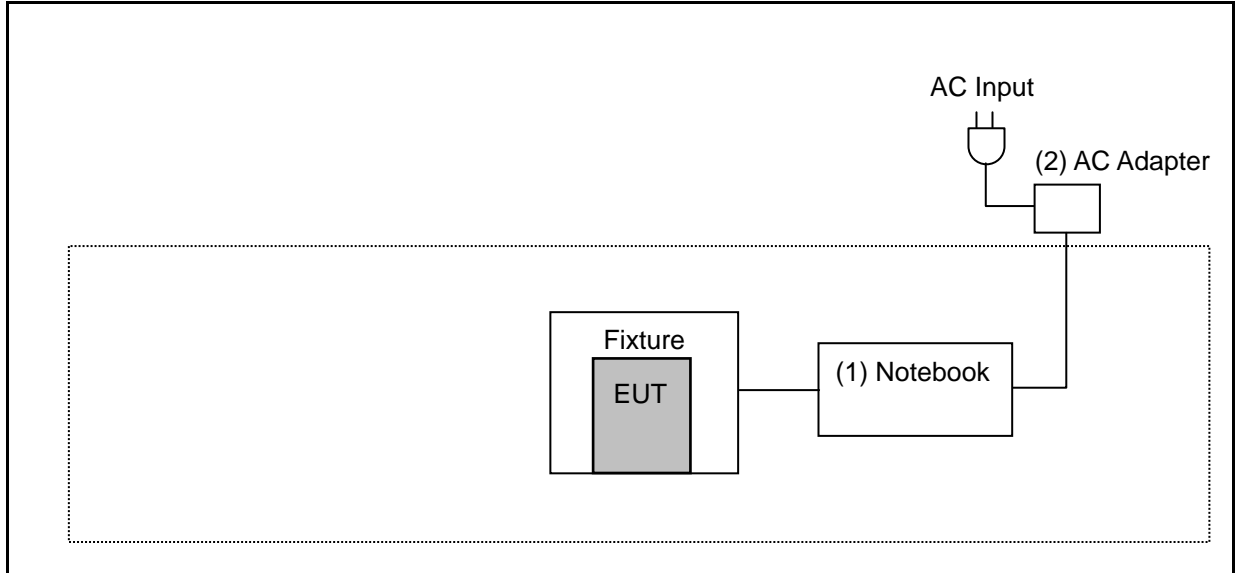 AC Input
(2) AC Adapter
Fixture
EUT
(1) Notebook